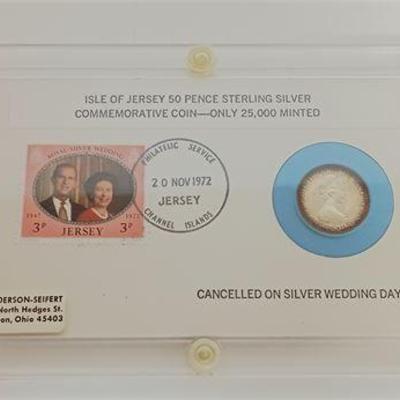 ISLE OF JERSEY 50 PENCE STERLING SILVER
COMMEMORATIVE COIN—ONLY 25,000 MINTED
ROYAL SILVER WEDDING
1947 1972
3P JERSEY 3P
PHILATELIC SERVICE
20 NOV 1972
JERSEY
CHANNEL ISLANDS
CANCELLED ON SILVER WEDDING DAY
DERSON-SEIFERT
North Hedges St.
on, Ohio 45403